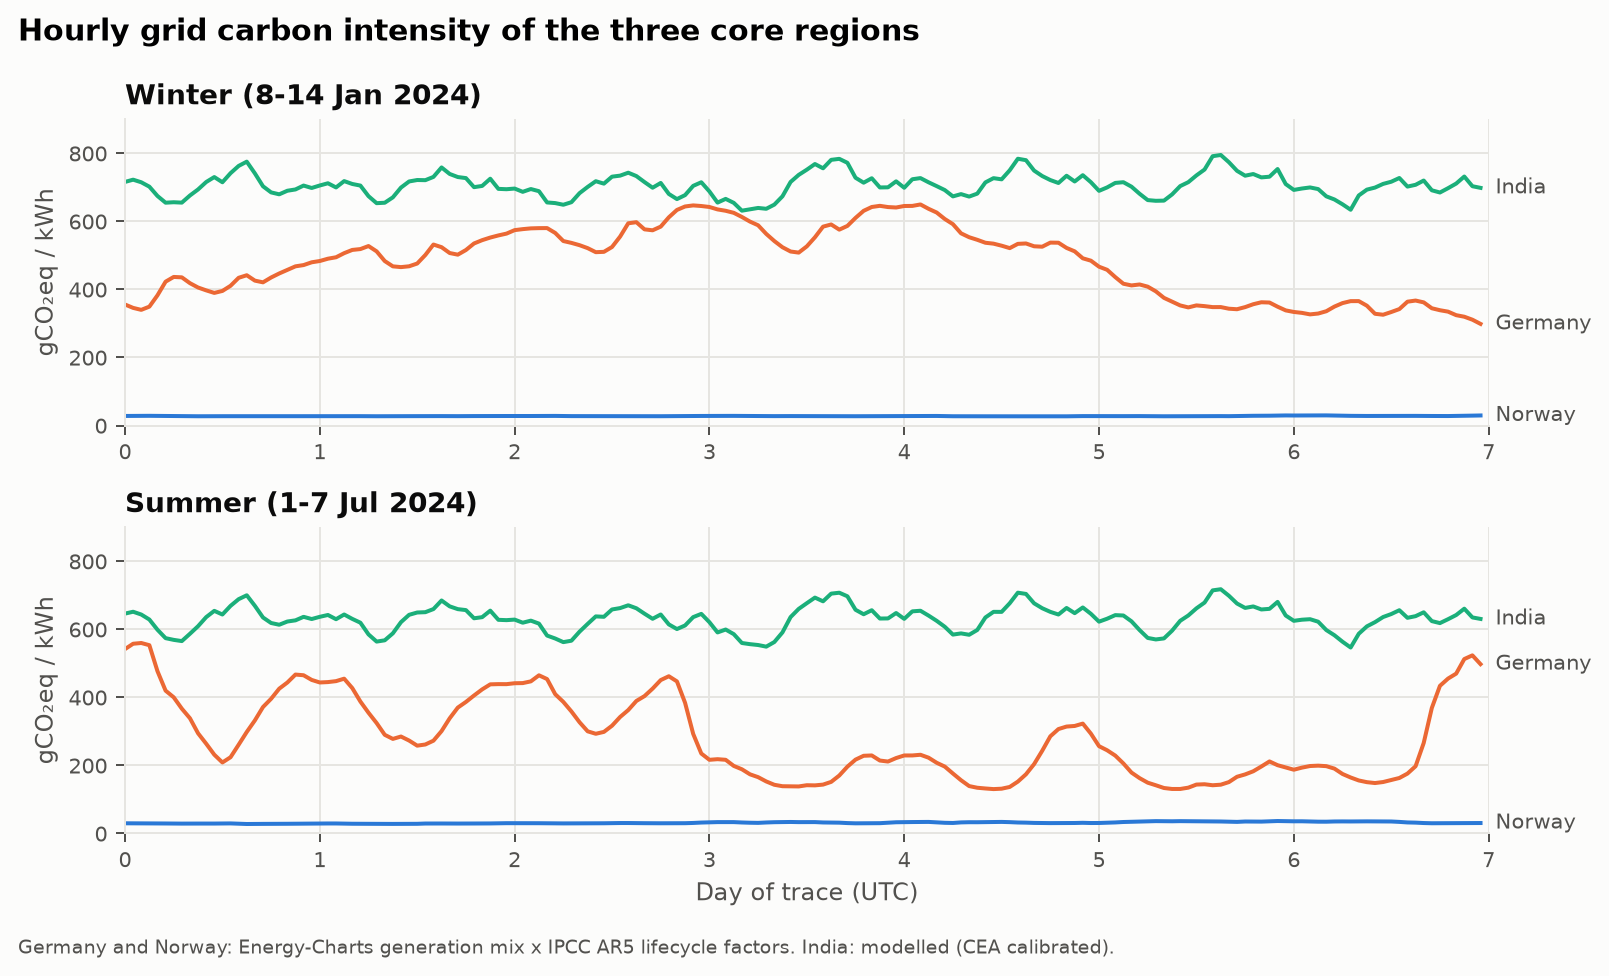 Hourly grid carbon intensity of the three core regions
Winter (8-14 Jan 2024)
gCO₂eq / kWh
800
600
400
200
0
0 1 2 3 4 5 6 7
India
Germany
Norway
Summer (1-7 Jul 2024)
gCO₂eq / kWh
800
600
400
200
0
0 1 2 3 4 5 6 7
India
Germany
Norway
Day of trace (UTC)
Germany and Norway: Energy-Charts generation mix x IPCC AR5 lifecycle factors. India: modelled (CEA calibrated).